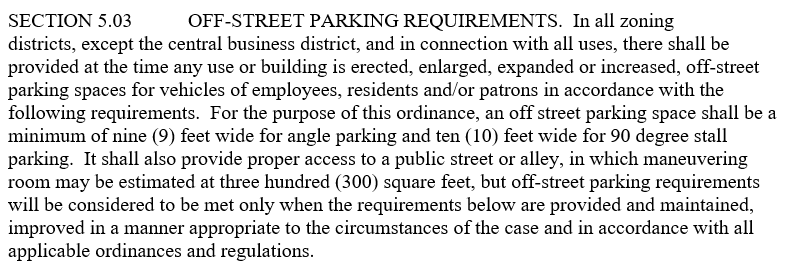 SECTION 5.03 OFF-STREET PARKING REQUIREMENTS. In all zoning
districts, except the central business district, and in connection with all uses, there shall be
provided at the time any use or building is erected, enlarged, expanded or increased, off-street
parking spaces for vehicles of employees, residents and/or patrons in accordance with the
following requirements. For the purpose of this ordinance, an off street parking space shall be a
minimum of nine (9) feet wide for angle parking and ten (10) feet wide for 90 degree stall
parking. It shall also provide proper access to a public street or alley, in which maneuvering
room may be estimated at three hundred (300) square feet, but off-street parking requirements
will be considered to be met only when the requirements below are provided and maintained,
improved in a manner appropriate to the circumstances of the case and in accordance with all
applicable ordinances and regulations.